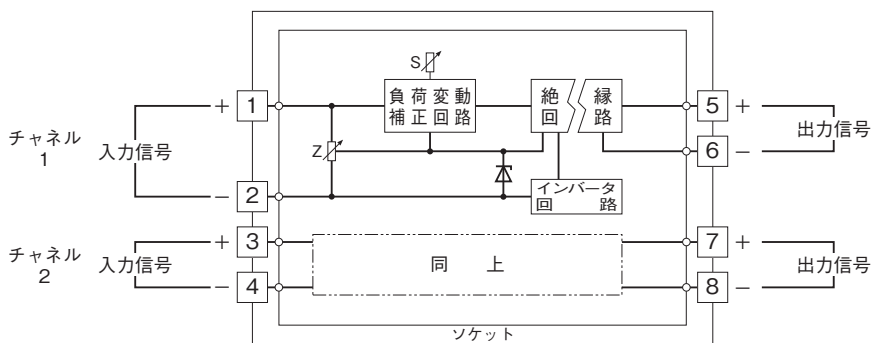 S
負荷変動
補正回路
絶縁
回路
+ 1
5 +
チャネル
1
入力信号
出力信号
Z
6 −
− 2
インバータ
回路
+ 3
7 +
チャネル
2
入力信号
同 上
出力信号
− 4
8 −
ソケット